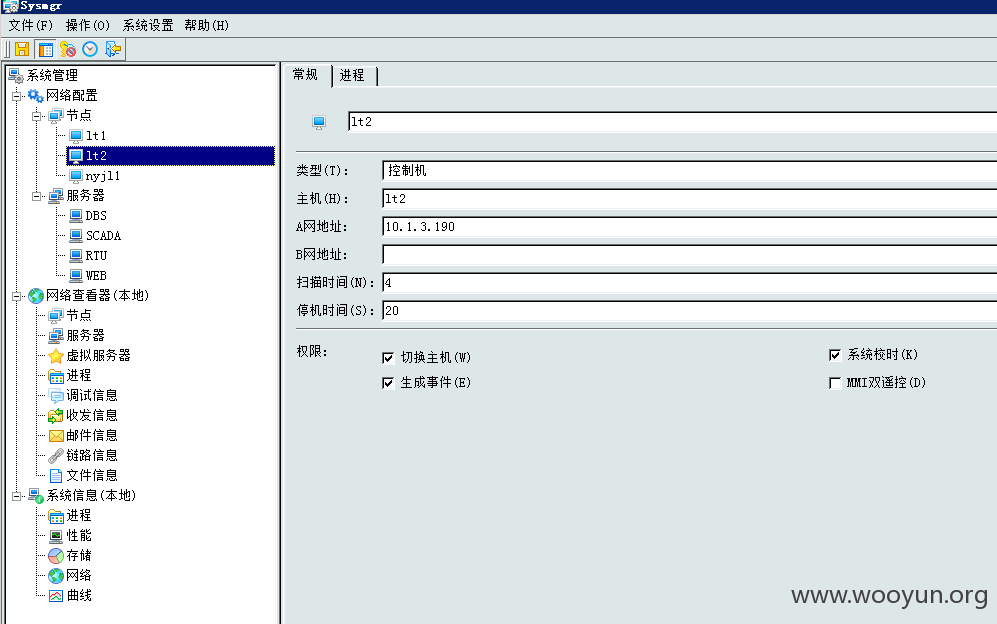 Sysmgr
文件(F) 操作(O) 系统设置 帮助(H)
系统管理
网络配置
节点
lt1
lt2
nyjl1
服务器
DBS
SCADA
RTU
WEB
网络查看器(本地)
节点
服务器
虚拟服务器
进程
调试信息
收发信息
邮件信息
链路信息
文件信息
系统信息(本地)
进程
性能
存储
网络
曲线
常规 进程
lt2
类型(T): 控制机
主机(H): lt2
A网地址: 10.1.3.190
B网地址:
扫描时间(N): 4
停机时间(S): 20
权限: 切换主机(W) 系统校时(K)
生成事件(E) MMI双遥控(D)
www.wooyun.org